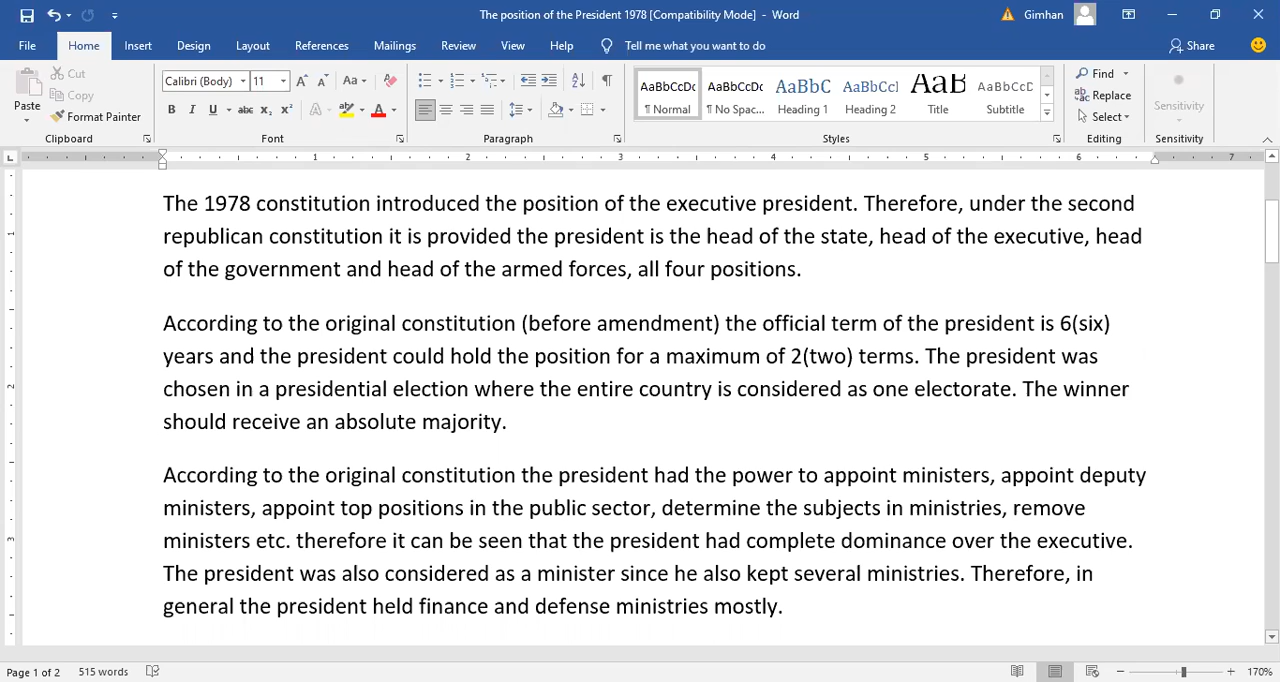 The position of the President 1978 [Compatibility Mode] - Word
Gimhan
File Home Insert Design Layout References Mailings Review View Help Tell me what you want to do Share
Paste
Cut
Copy
Format Painter
Clipboard
Calibri (Body) 11
Font
Paragraph
AaBbCcDc AaBbCcDc AaBbC AaBbCcI AaB AaBbCcD
¶ Normal ¶ No Spac... Heading 1 Heading 2 Title Subtitle
Styles
Find
Replace
Select
Editing
Sensitivity
Sensitivity
1 2 3 4 5 6 7
The 1978 constitution introduced the position of the executive president. Therefore, under the second
republican constitution it is provided the president is the head of the state, head of the executive, head
of the government and head of the armed forces, all four positions.
According to the original constitution (before amendment) the official term of the president is 6(six)
years and the president could hold the position for a maximum of 2(two) terms. The president was
chosen in a presidential election where the entire country is considered as one electorate. The winner
should receive an absolute majority.
According to the original constitution the president had the power to appoint ministers, appoint deputy
ministers, appoint top positions in the public sector, determine the subjects in ministries, remove
ministers etc. therefore it can be seen that the president had complete dominance over the executive.
The president was also considered as a minister since he also kept several ministries. Therefore, in
general the president held finance and defense ministries mostly.
Page 1 of 2 515 words
170%